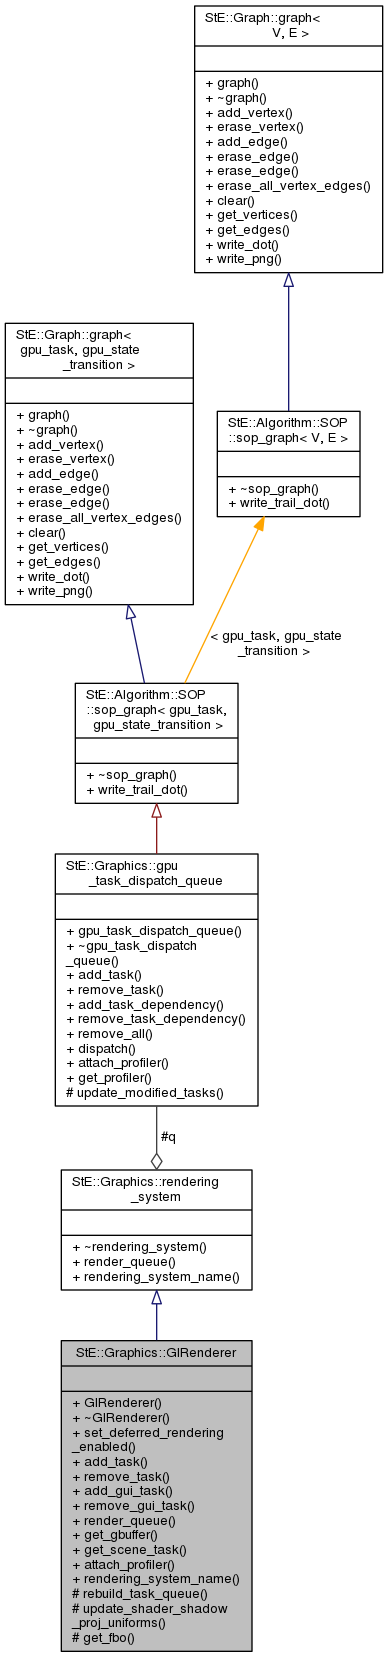 StE::Graph::graph<
V, E >
+ graph()
+ ~graph()
+ add_vertex()
+ erase_vertex()
+ add_edge()
+ erase_edge()
+ erase_edge()
+ erase_all_vertex_edges()
+ clear()
+ get_vertices()
+ get_edges()
+ write_dot()
+ write_png()
StE::Graph::graph<
gpu_task, gpu_state
_transition >
+ graph()
+ ~graph()
+ add_vertex()
+ erase_vertex()
+ add_edge()
+ erase_edge()
+ erase_edge()
+ erase_all_vertex_edges()
+ clear()
+ get_vertices()
+ get_edges()
+ write_dot()
+ write_png()
StE::Algorithm::SOP
::sop_graph< V, E >
+ ~sop_graph()
+ write_trail_dot()
< gpu_task, gpu_state
_transition >
StE::Algorithm::SOP
::sop_graph< gpu_task,
gpu_state_transition >
+ ~sop_graph()
+ write_trail_dot()
StE::Graphics::gpu
_task_dispatch_queue
+ gpu_task_dispatch_queue()
+ ~gpu_task_dispatch
_queue()
+ add_task()
+ remove_task()
+ add_task_dependency()
+ remove_task_dependency()
+ remove_all()
+ dispatch()
+ attach_profiler()
+ get_profiler()
# update_modified_tasks()
#q
StE::Graphics::rendering
_system
+ ~rendering_system()
+ render_queue()
+ rendering_system_name()
StE::Graphics::GlRenderer
+ GlRenderer()
+ ~GlRenderer()
+ set_deferred_rendering
_enabled()
+ add_task()
+ remove_task()
+ add_gui_task()
+ remove_gui_task()
+ render_queue()
+ get_gbuffer()
+ get_scene_task()
+ attach_profiler()
+ rendering_system_name()
# rebuild_task_queue()
# update_shader_shadow
_proj_uniforms()
# get_fbo()